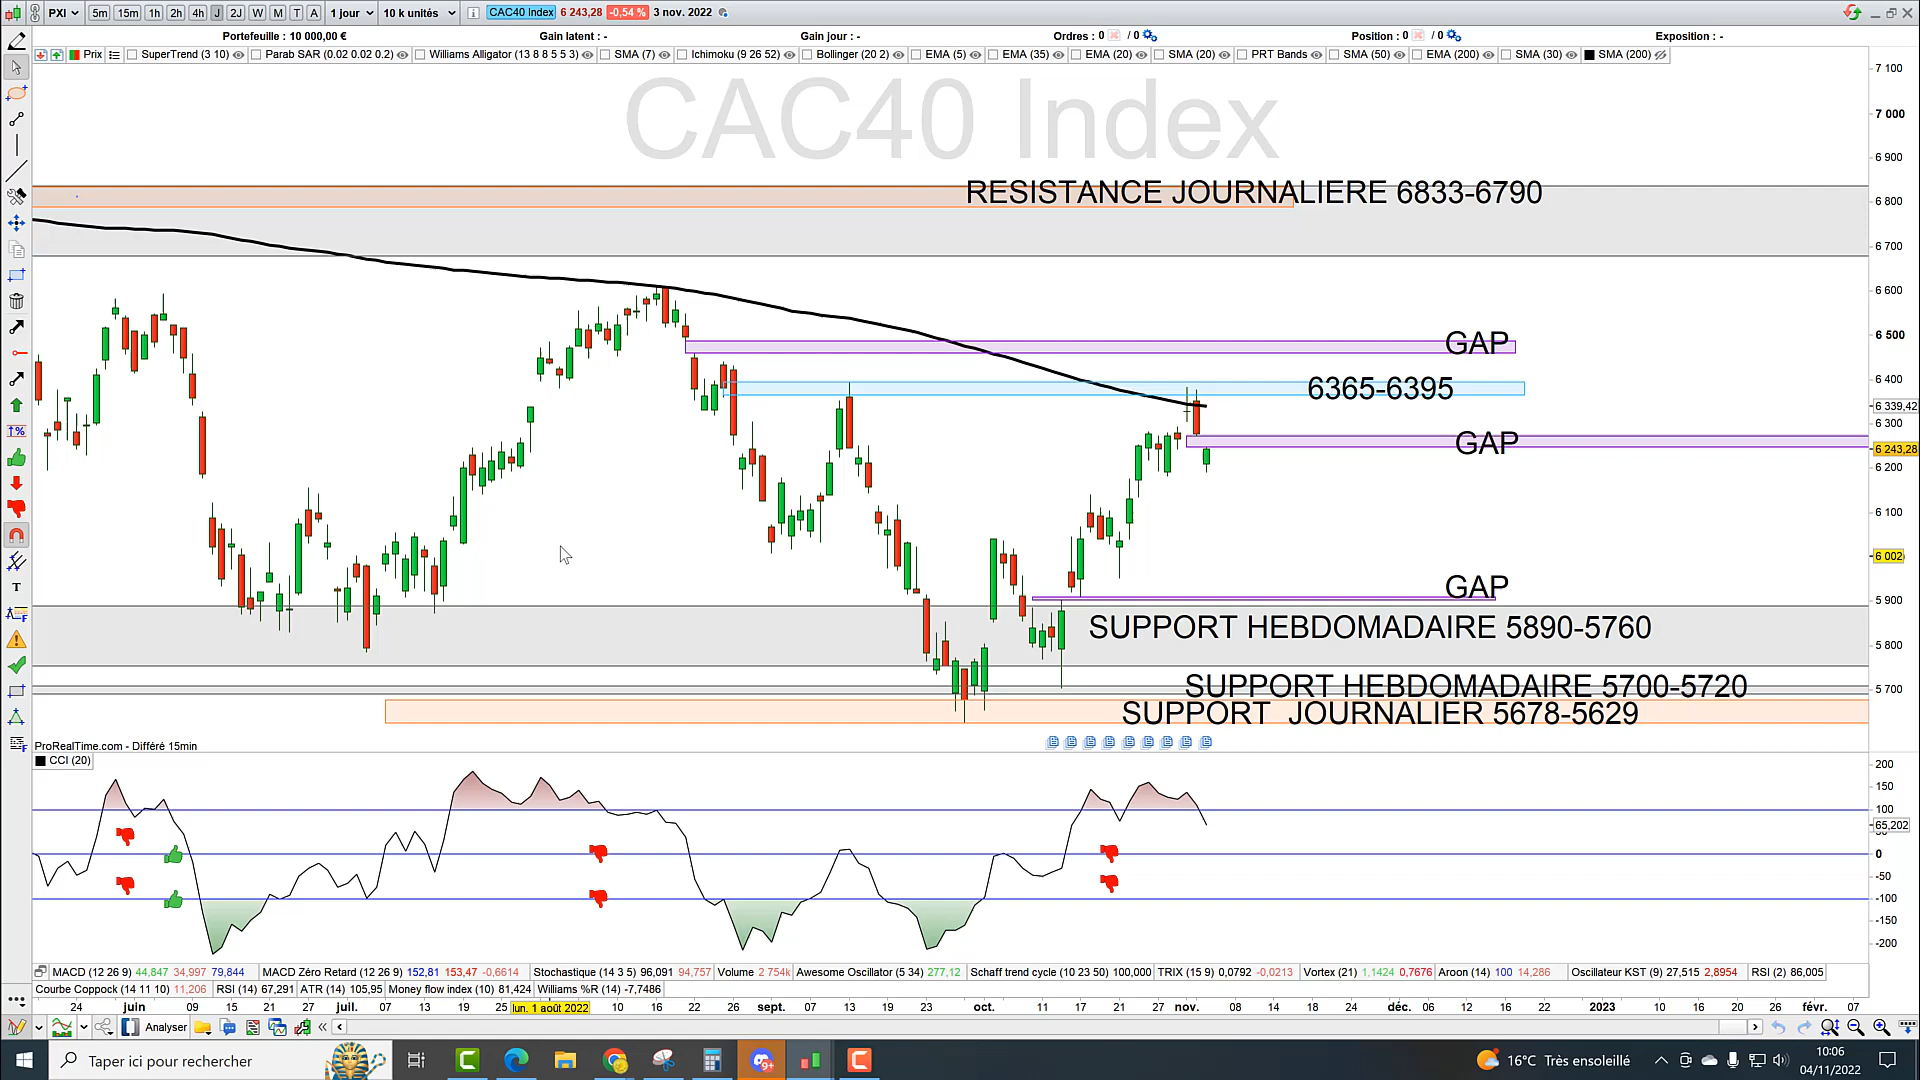 PXI 5m 15m 1h 2h 4h J 2J W M T A 1 jour 10 k unités CAC40 Index 6 243,28 -0,54 % 3 nov. 2022
Portefeuille : 10 000,00 € Gain latent : - Gain jour : - Ordres : 0 / 0 Position : 0 / 0 Exposition : -
Prix SuperTrend (3 10) Parab SAR (0.02 0.02 0.2) Williams Alligator (13 8 8 5 5 3) SMA (7) Ichimoku (9 26 52) Bollinger (20 2) EMA (5) EMA (35) EMA (20) SMA (20) PRT Bands SMA (50) EMA (200) SMA (30) SMA (200)
CAC40 Index
7 100
7 000
6 900
RESISTANCE JOURNALIERE 6833-6790
6 800
6 700
6 600
6 500
GAP
6 400
6365-6395
6 339,42
6 300
GAP
6 243,28
6 200
6 100
6 002
GAP
5 900
SUPPORT HEBDOMADAIRE 5890-5760
5 800
SUPPORT HEBDOMADAIRE 5700-5720
5 700
SUPPORT JOURNALIER 5678-5629
ProRealTime.com - Différé 15min
CCI (20)
200
150
100
65,202
0
-50
-100
-150
-200
MACD (12 26 9) 44,847 34,997 79,844 MACD Zéro Retard (12 26 9) 152,81 153,47 -0,6614 Stochastique (14 3 5) 96,091 94,757 Volume 2 754k Awesome Oscillator (5 34) 277,12 Schaff trend cycle (10 23 50) 100,000 TRIX (15 9) 0,0792 -0,0213 Vortex (21) 1,1424 0,7676 Aroon (14) 100 14,286 Oscillateur KST (9) 27,515 2,8954 RSI (2) 86,005
Courbe Coppock (14 11 10) 11,206 RSI (14) 67,291 ATR (14) 105,95 Money flow index (10) 81,424 Williams %R (14) -7,7486
24 juin 09 15 21 27 juil. 07 13 19 25 lun. 1 août 2022 10 16 22 26 sept. 07 13 19 23 oct. 11 17 21 27 nov. 08 14 18 24 déc. 06 12 16 22 2023 10 16 20 26 févr. 07
Analyser
Taper ici pour rechercher 9+ 16°C Très ensoleillé 10:06
04/11/2022